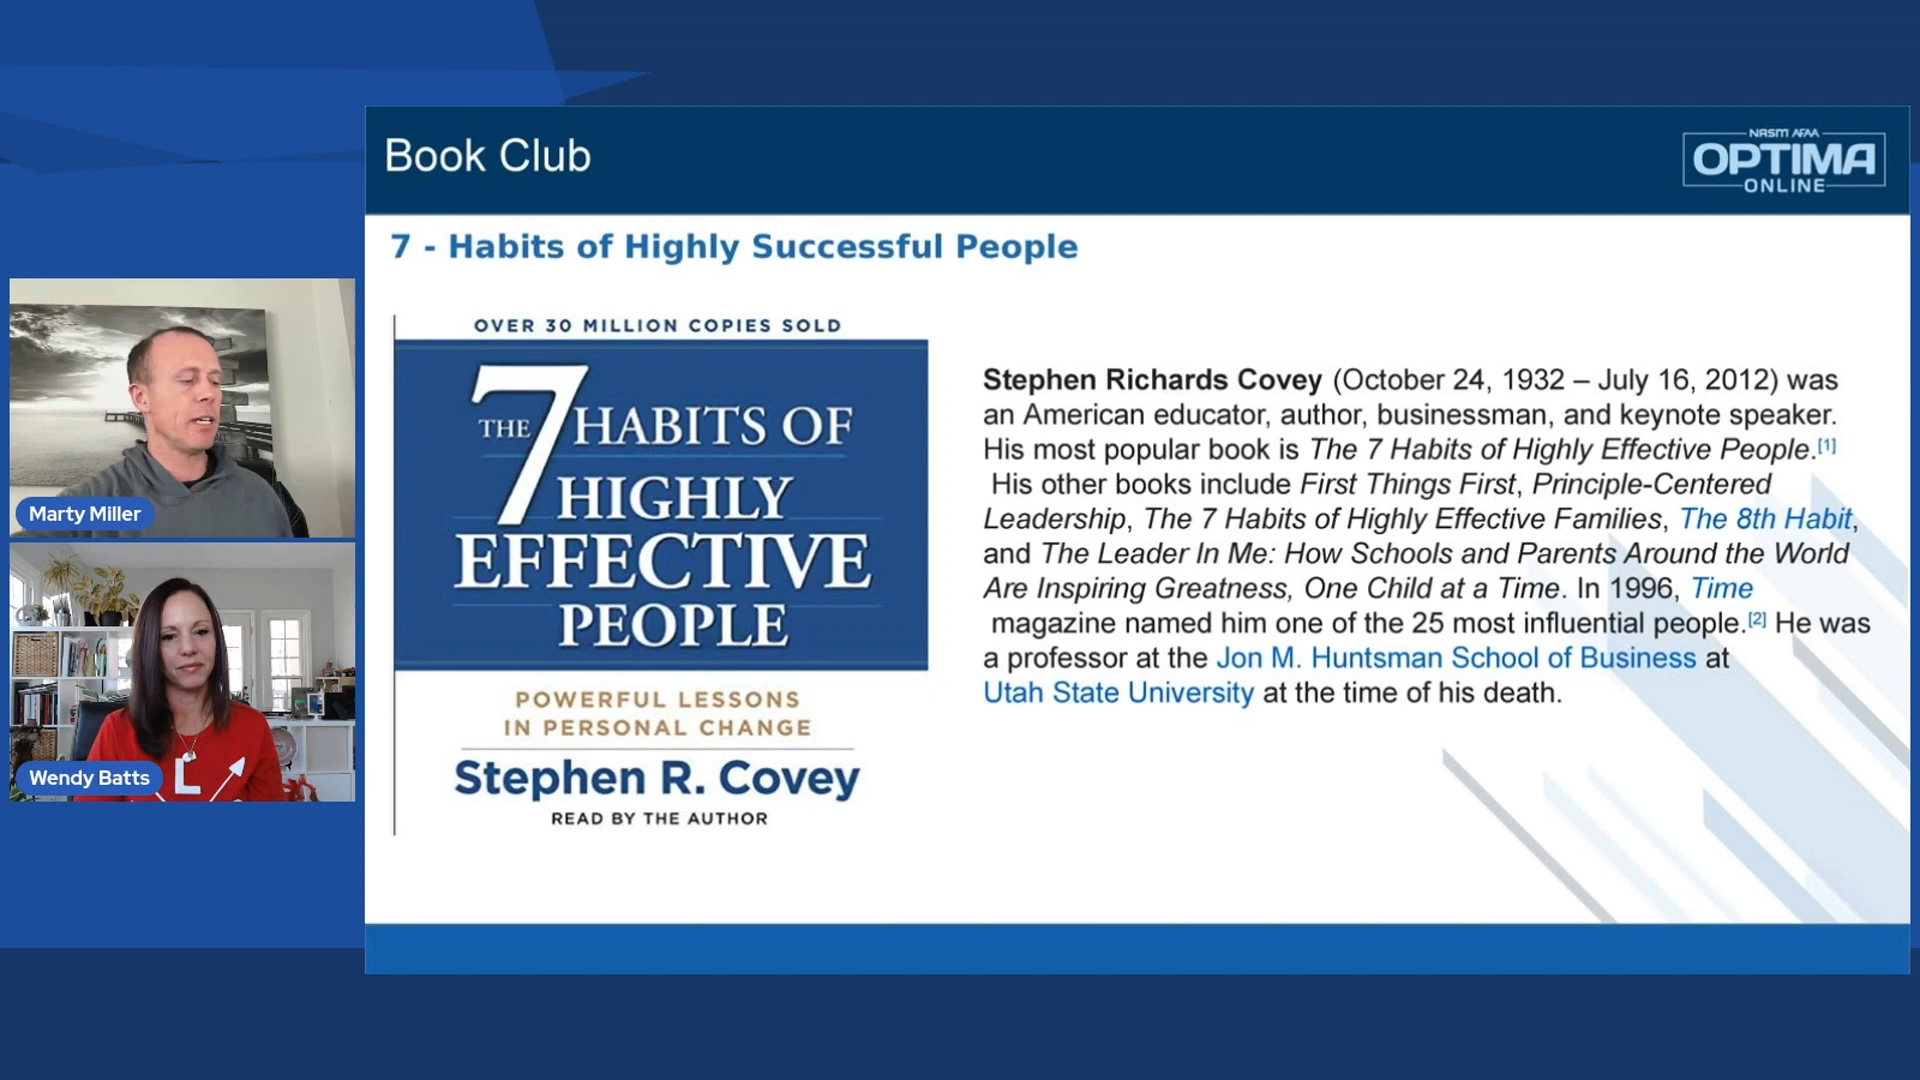 Book Club
NASM AFAA
OPTIMA
ONLINE
7 - Habits of Highly Successful People
OVER 30 MILLION COPIES SOLD
THE 7 HABITS OF
HIGHLY
EFFECTIVE
PEOPLE
POWERFUL LESSONS
IN PERSONAL CHANGE
Stephen R. Covey
READ BY THE AUTHOR
Stephen Richards Covey (October 24, 1932 – July 16, 2012) was
an American educator, author, businessman, and keynote speaker.
His most popular book is The 7 Habits of Highly Effective People.[1]
His other books include First Things First, Principle-Centered
Leadership, The 7 Habits of Highly Effective Families, The 8th Habit,
and The Leader In Me: How Schools and Parents Around the World
Are Inspiring Greatness, One Child at a Time. In 1996, Time
magazine named him one of the 25 most influential people.[2] He was
a professor at the Jon M. Huntsman School of Business at
Utah State University at the time of his death.
Marty Miller
Wendy Batts
L